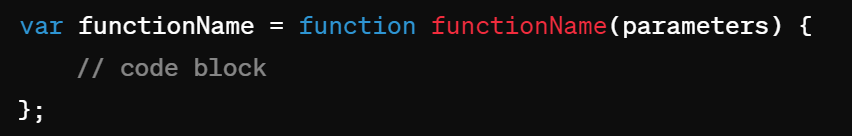 var functionName = function functionName(parameters) {
    // code block
};